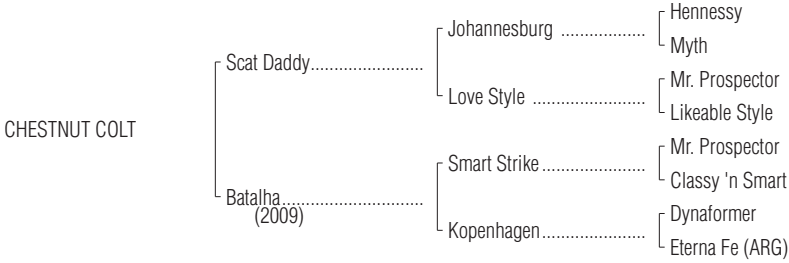 Hennessy
Johannesburg ...................
Myth
Scat Daddy.........................
Mr. Prospector
Love Style .........................
Likeable Style
CHESTNUT COLT
Mr. Prospector
Smart Strike.......................
Classy 'n Smart
Batalha...............................
(2009)
Dynaformer
Kopenhagen.......................
Eterna Fe (ARG)